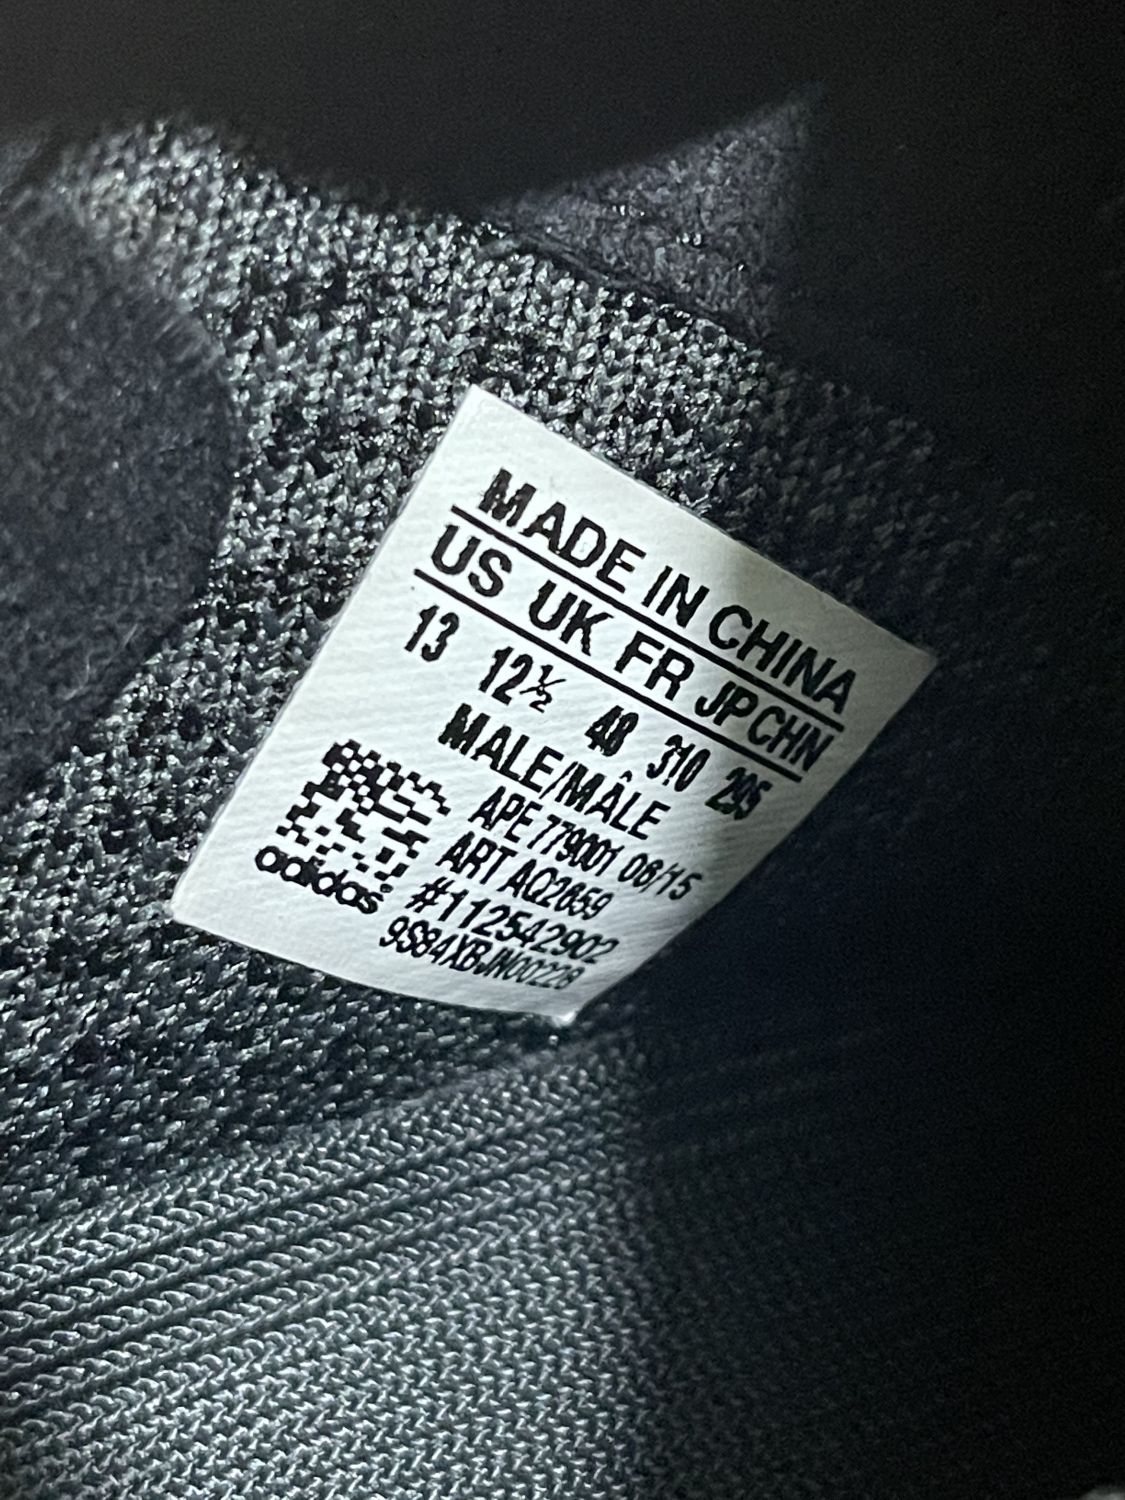 MADE IN CHINA
US UK FR JP CHN
13 12½ 48 310 295
MALE/MÂLE
APE 779001 08/15
ART AQ2659
#112542902
9S84XBJN00228
adidas®